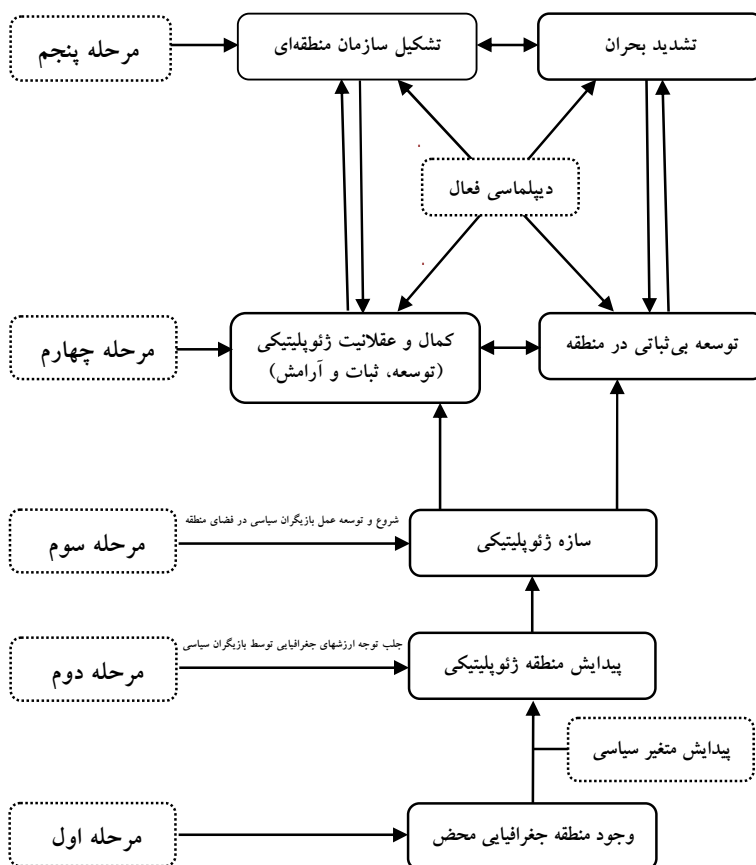 مرحله پنجم
تشکیل سازمان منطقه‌ای
تشدید بحران
دیپلماسی فعال
مرحله چهارم
کمال و عقلانیت ژئوپلیتیکی
(توسعه، ثبات و آرامش)
توسعه بی‌ثباتی در منطقه
مرحله سوم
شروع و توسعه عمل بازیگران سیاسی در فضای منطقه
سازه ژئوپلیتیکی
مرحله دوم
جلب توجه ارزشهای جغرافیایی توسط بازیگران سیاسی
پیدایش منطقه ژئوپلیتیکی
پیدایش متغیر سیاسی
مرحله اول
وجود منطقه جغرافیایی محض